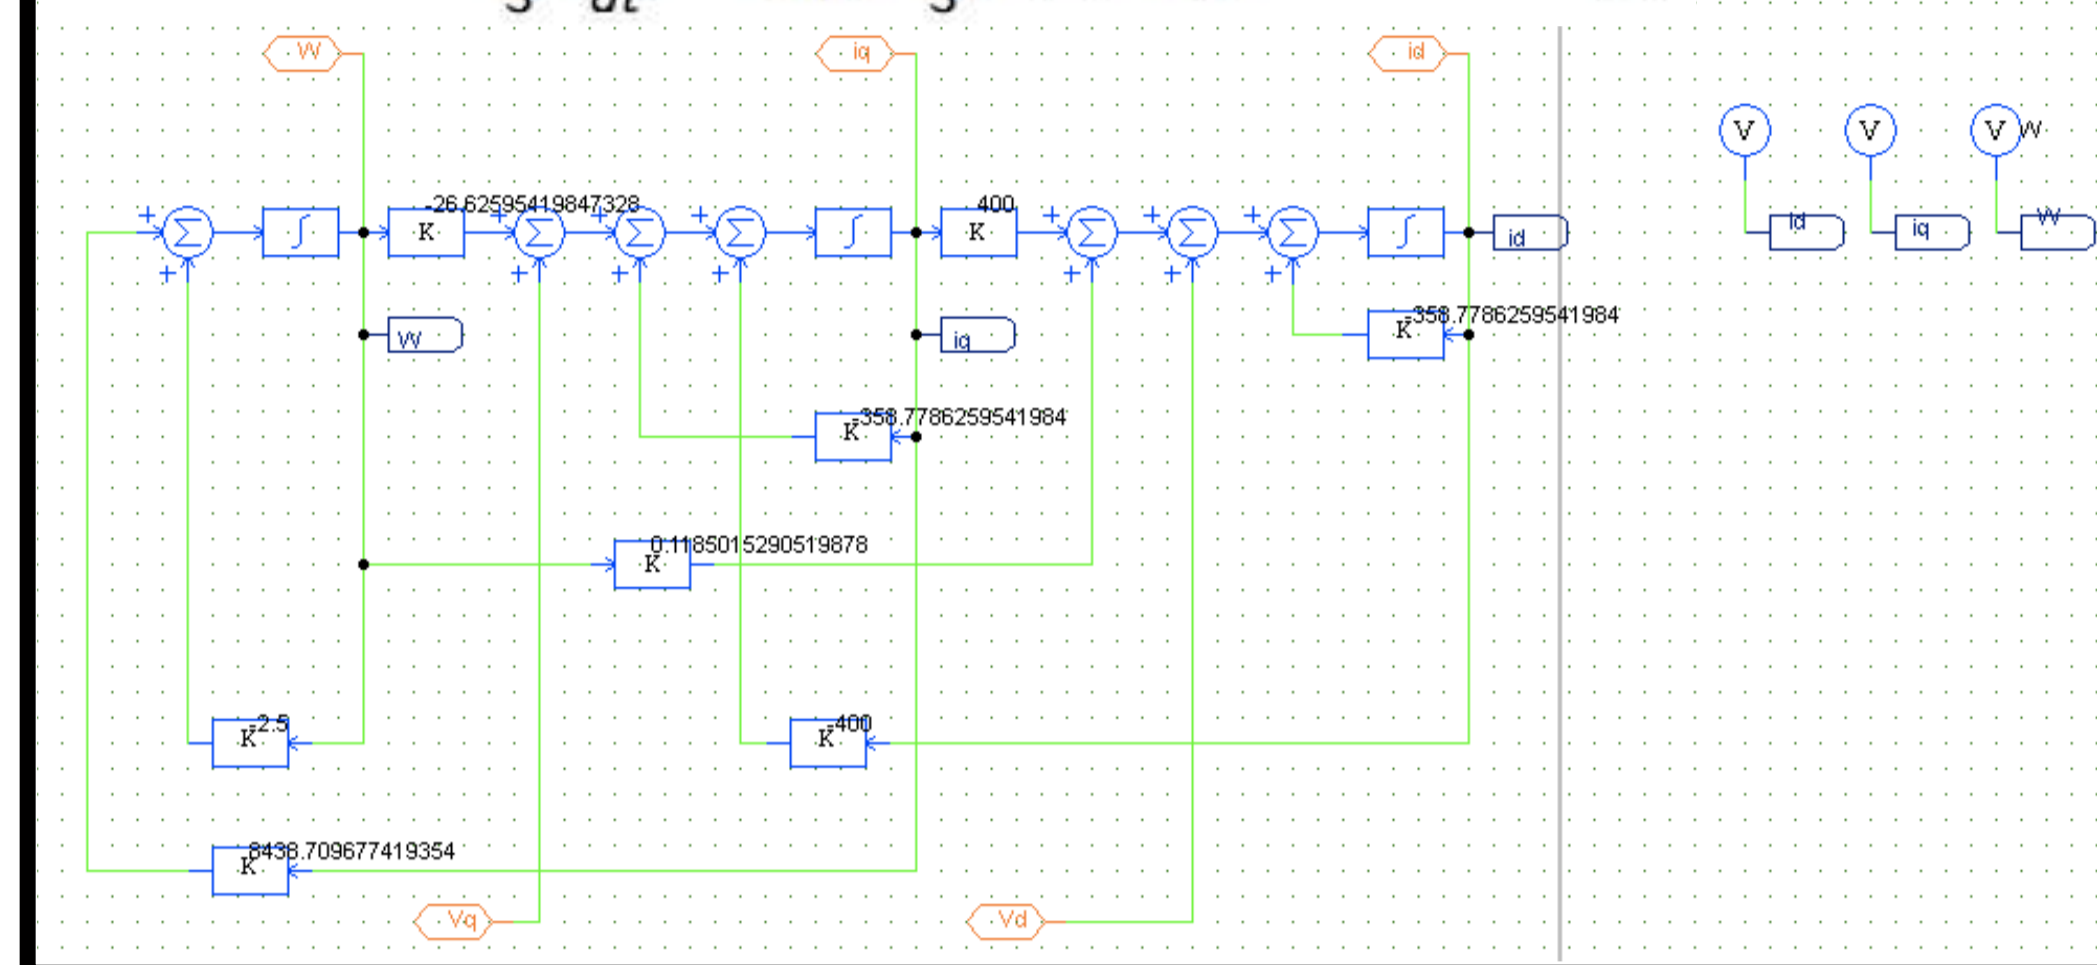 W
iq
id
V
V
V
W
-26.62595419847328
400
+
Σ
∫
K
+
Σ
+
Σ
+
Σ
∫
K
+
Σ
+
Σ
+
Σ
∫
id
id
iq
W
+
+
+
+
+
+
+
-358.7786259541984
K
W
iq
-358.7786259541984
K
0.1185015290519878
K
-2.5
K
-400
K
8438.709677419354
K
Vq
Vd